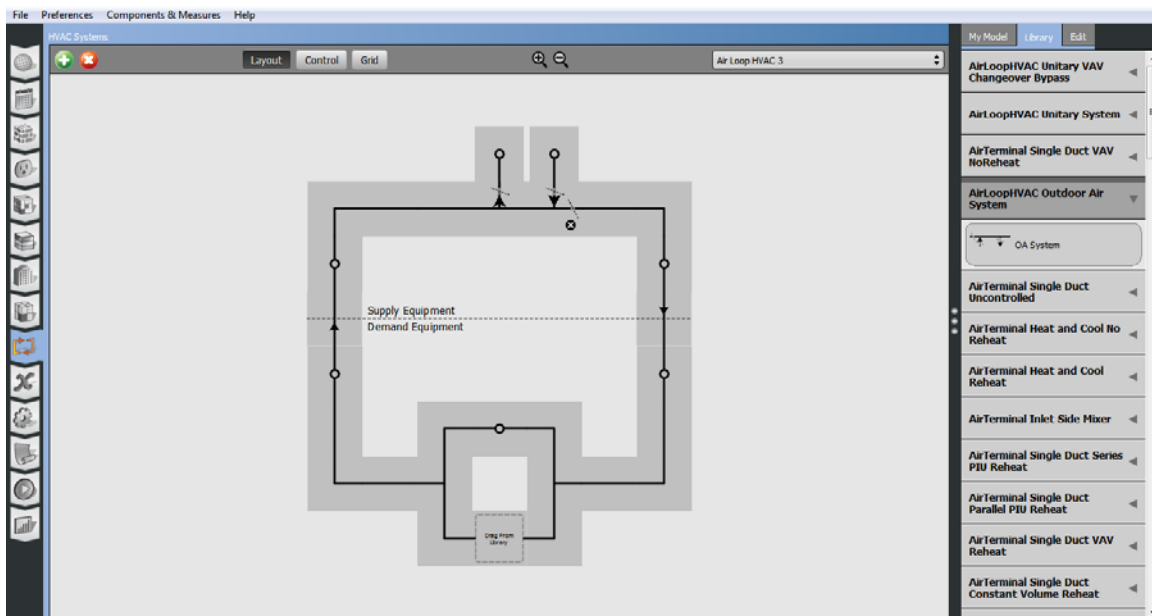 File Preferences Components & Measures Help
HVAC Systems
Layout Control Grid
Air Loop HVAC 3
My Model Library Edit
AirLoopHVAC Unitary VAV
Changeover Bypass
AirLoopHVAC Unitary System
AirTerminal Single Duct VAV
NoReheat
AirLoopHVAC Outdoor Air
System
OA System
AirTerminal Single Duct
Uncontrolled
AirTerminal Heat and Cool No
Reheat
AirTerminal Heat and Cool
Reheat
AirTerminal Inlet Side Mixer
AirTerminal Single Duct Series
PIU Reheat
AirTerminal Single Duct
Parallel PIU Reheat
AirTerminal Single Duct VAV
Reheat
AirTerminal Single Duct
Constant Volume Reheat
Supply Equipment
Demand Equipment
Drag From
Library